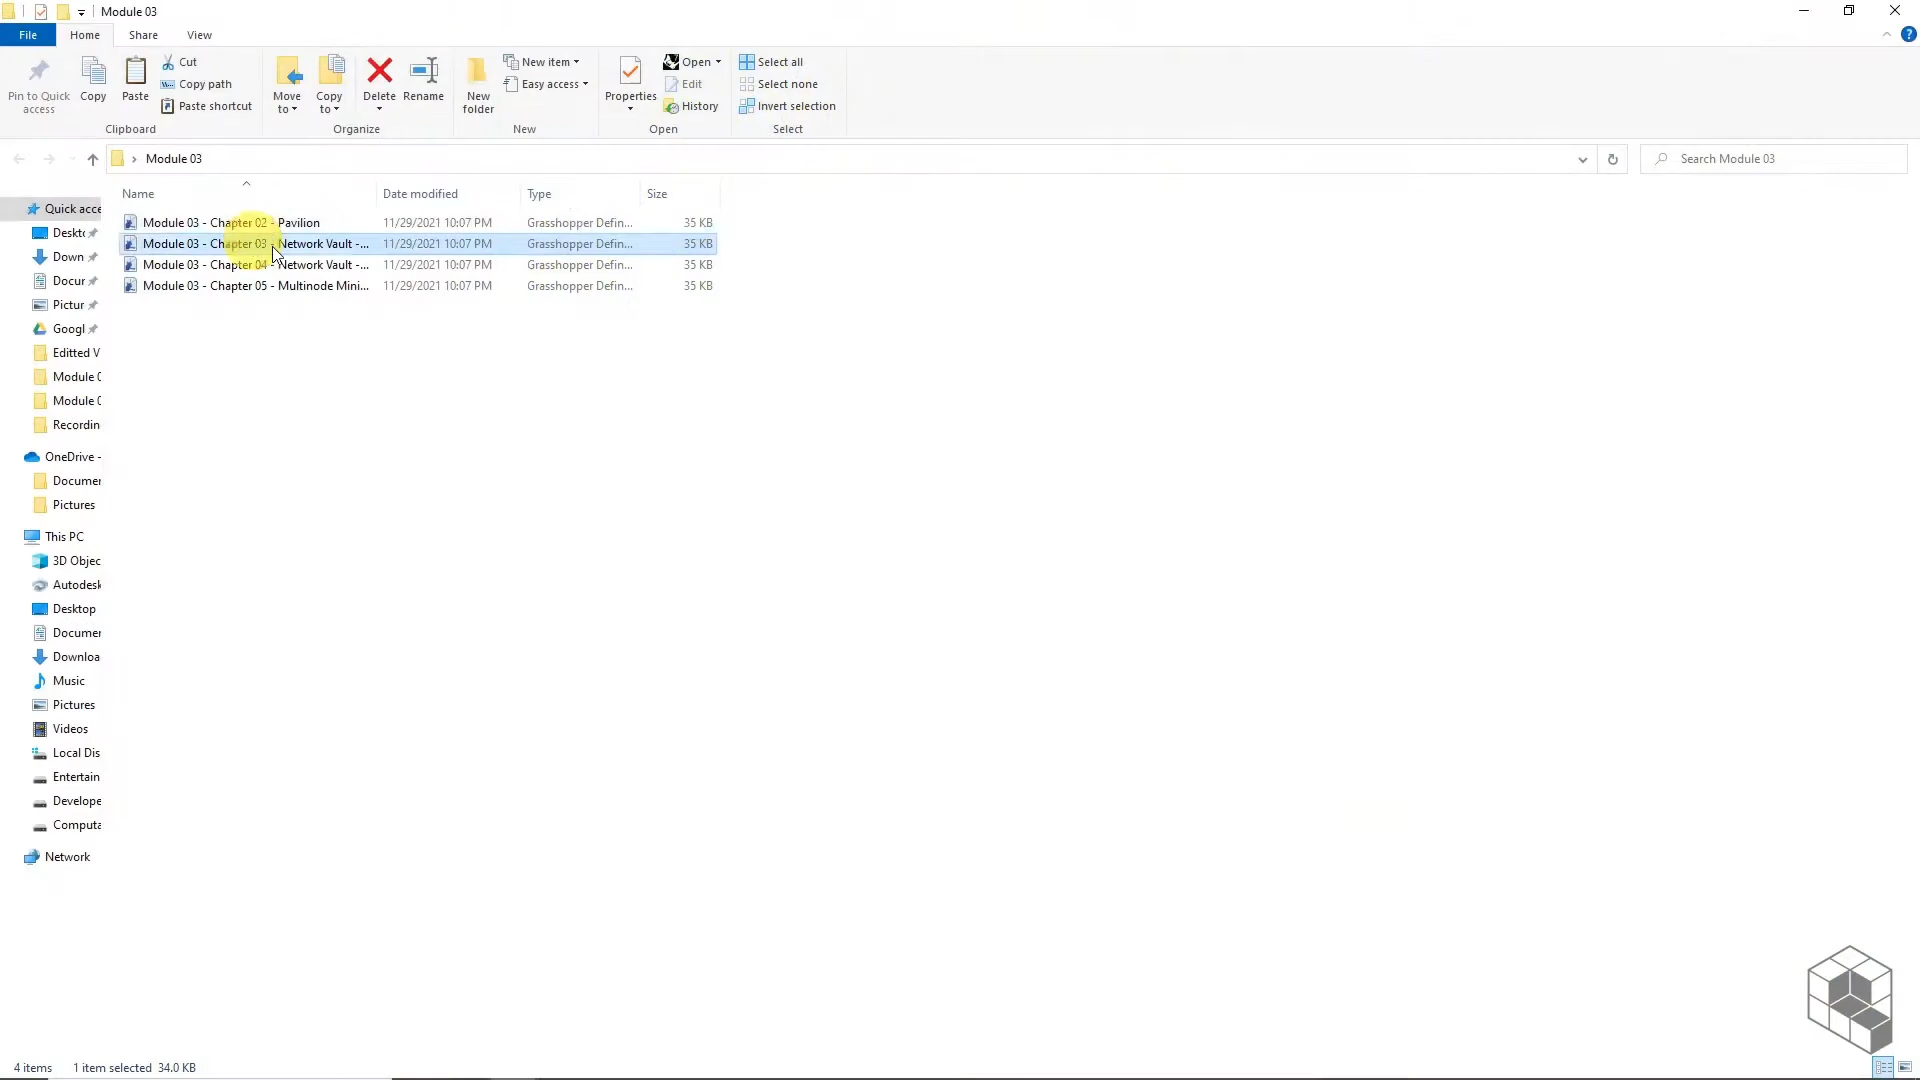 Module 03
File Home Share View
Pin to Quick access
Copy
Paste
Cut
Copy path
Paste shortcut
Clipboard
Move to
Copy to
Delete
Rename
Organize
New folder
New item
Easy access
New
Properties
Open
Edit
History
Open
Select all
Select none
Invert selection
Select
Module 03
Search Module 03
Name Date modified Type Size
Module 03 - Chapter 02 - Pavilion 11/29/2021 10:07 PM Grasshopper Defin... 35 KB
Module 03 - Chapter 03 - Network Vault -... 11/29/2021 10:07 PM Grasshopper Defin... 35 KB
Module 03 - Chapter 04 - Network Vault -... 11/29/2021 10:07 PM Grasshopper Defin... 35 KB
Module 03 - Chapter 05 - Multinode Mini... 11/29/2021 10:07 PM Grasshopper Defin... 35 KB
Quick acce
Deskt
Down
Docur
Pictur
Googl
Editted V
Module 0
Module 0
Recordin
OneDrive -
Documer
Pictures
This PC
3D Objec
Autodesk
Desktop
Documer
Downloa
Music
Pictures
Videos
Local Dis
Entertain
Develope
Computa
Network
4 items 1 item selected 34.0 KB